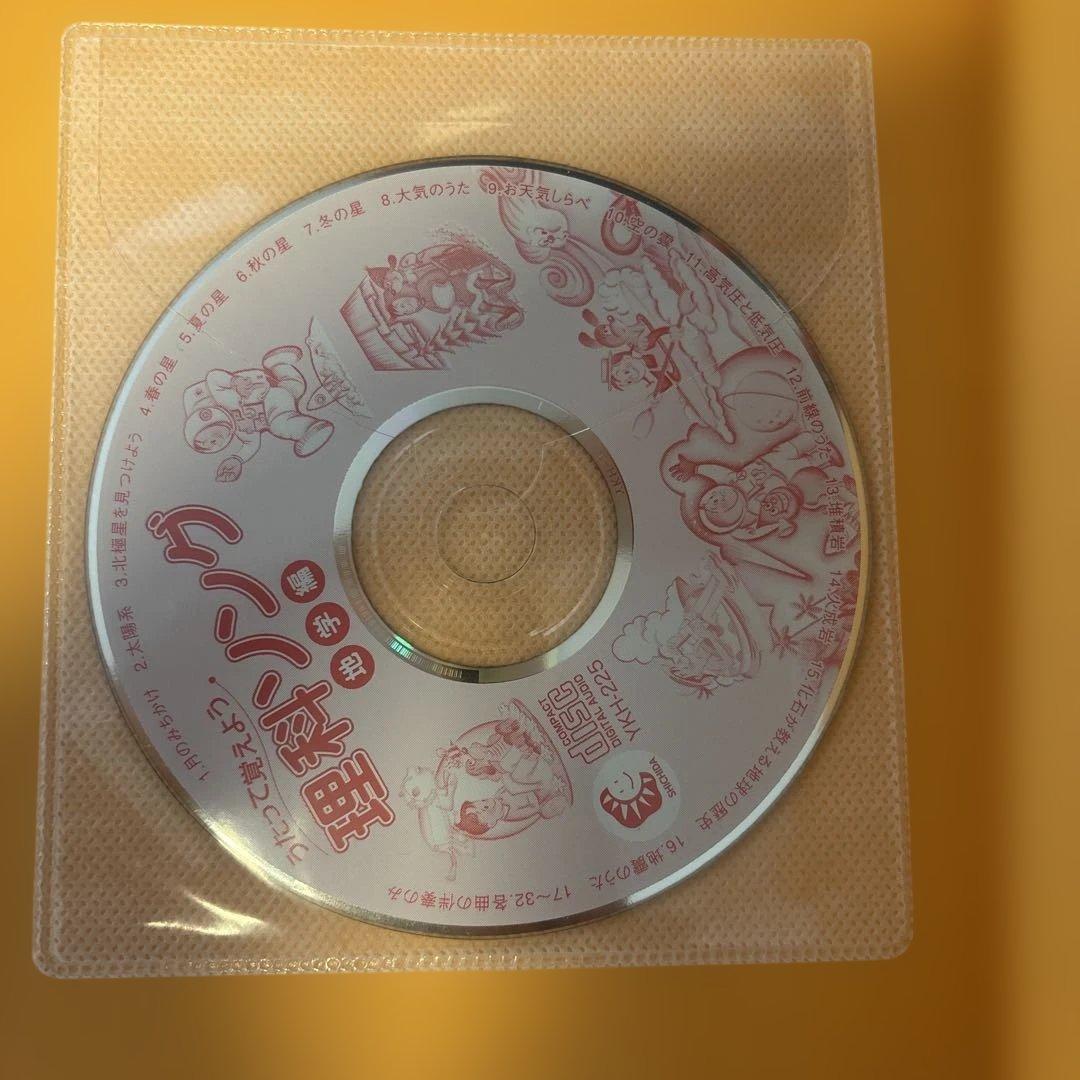 うたって覚えよう。
理科ソング
地学編
1.月のみちかけ
2.太陽系
3.北極星を見つけよう
4.春の星
5.夏の星
6.秋の星
7.冬の星
8.大気のうた
9.お天気しらべ
10.空の雲
11.高気圧と低気圧
12.前線のうた
13.堆積岩
14.火成岩
15.化石が教える地球の歴史
16.地震のうた
17〜32.各曲の伴奏のみ
COMPACT
disc
DIGITAL AUDIO
YKH-225
SHICHIDA